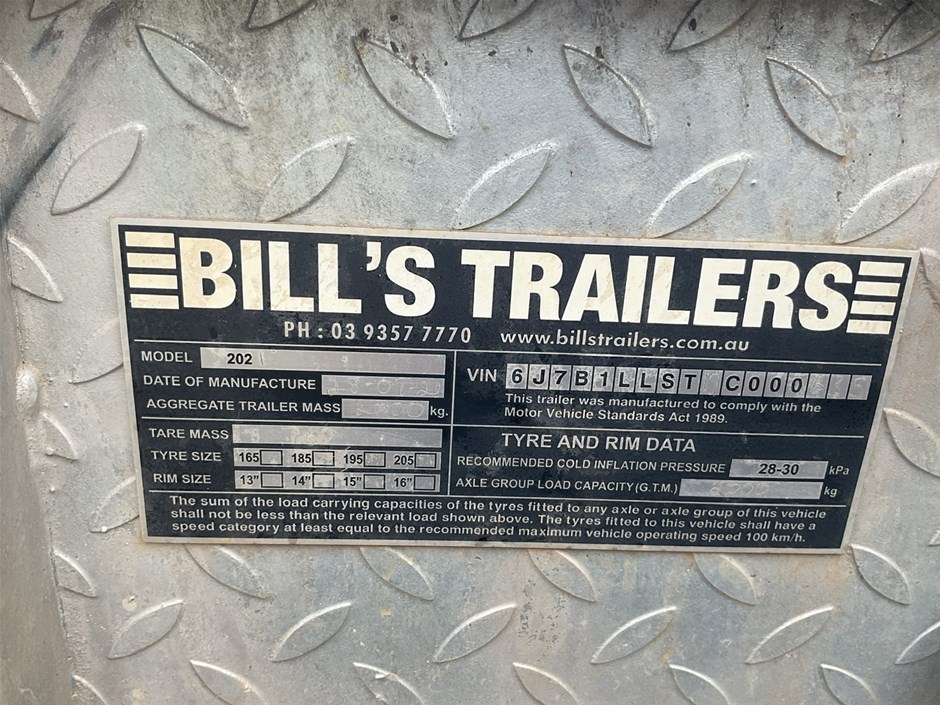 BILL'S TRAILERS
PH : 03 9357 7770 www.billstrailers.com.au
MODEL 202
DATE OF MANUFACTURE
AGGREGATE TRAILER MASS kg.
TARE MASS
TYRE SIZE 165 185 195 205
RIM SIZE 13" 14" 15" 16"
VIN 6J7B1LLST C000
This trailer was manufactured to comply with the
Motor Vehicle Standards Act 1989.
TYRE AND RIM DATA
RECOMMENDED COLD INFLATION PRESSURE 28-30 kPa
AXLE GROUP LOAD CAPACITY (G.T.M.) kg
The sum of the load carrying capacities of the tyres fitted to any axle or axle group of this vehicle
shall not be less than the relevant load shown above. The tyres fitted to this vehicle shall have a
speed category at least equal to the recommended maximum vehicle operating speed 100 km/h.